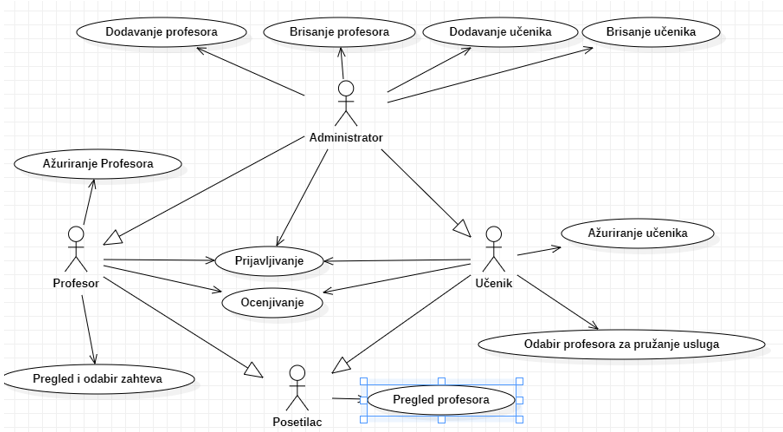 Dodavanje profesora
Brisanje profesora
Dodavanje učenika
Brisanje učenika
Administrator
Ažuriranje Profesora
Ažuriranje učenika
Prijavljivanje
Profesor
Učenik
Ocenjivanje
Odabir profesora za pružanje usluga
Pregled i odabir zahteva
Pregled profesora
Posetilac